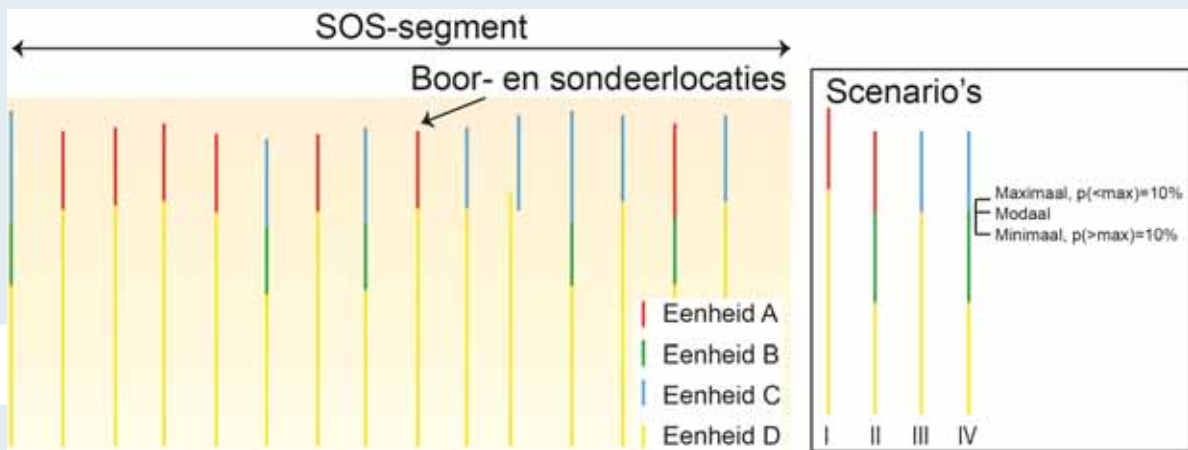 SOS-segment
Boor- en sondeerlocaties
Eenheid A
Eenheid B
Eenheid C
Eenheid D
Scenario's
Maximaal, p(<max)=10%
Modaal
Minimaal, p(>max)=10%
I II III IV